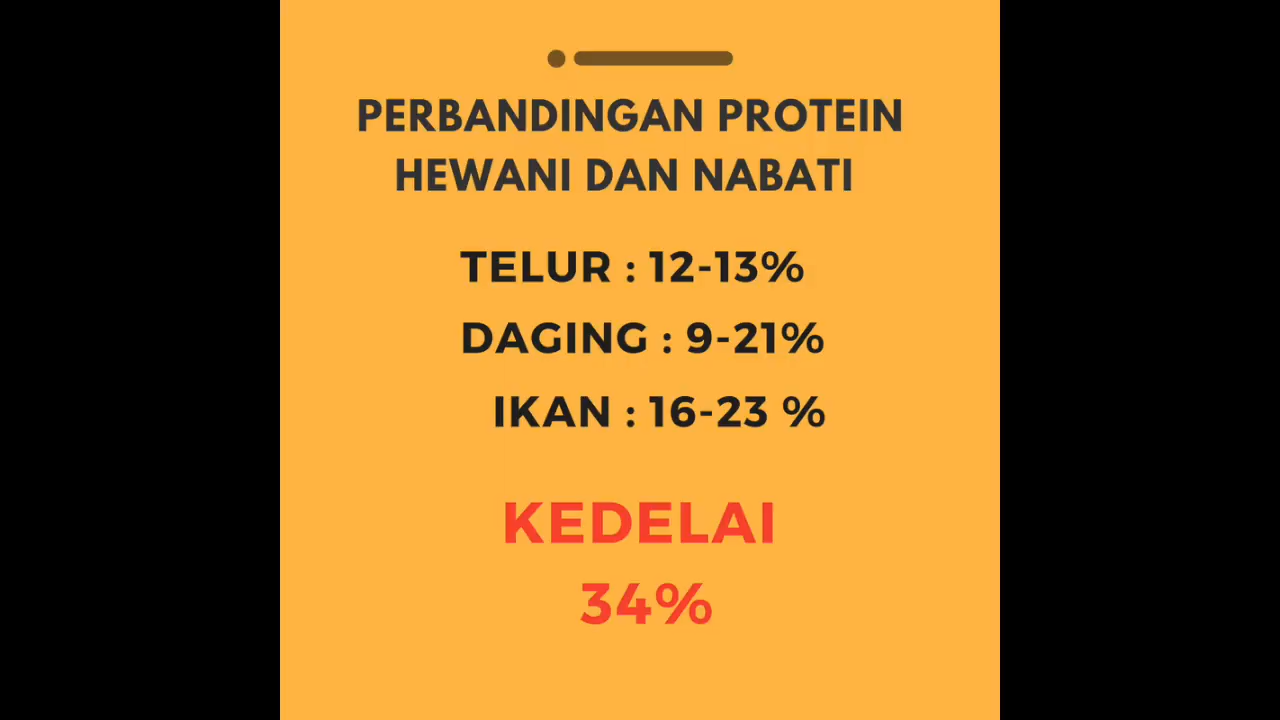 PERBANDINGAN PROTEIN
HEWANI DAN NABATI
TELUR : 12-13%
DAGING : 9-21%
IKAN : 16-23 %
KEDELAI
34%